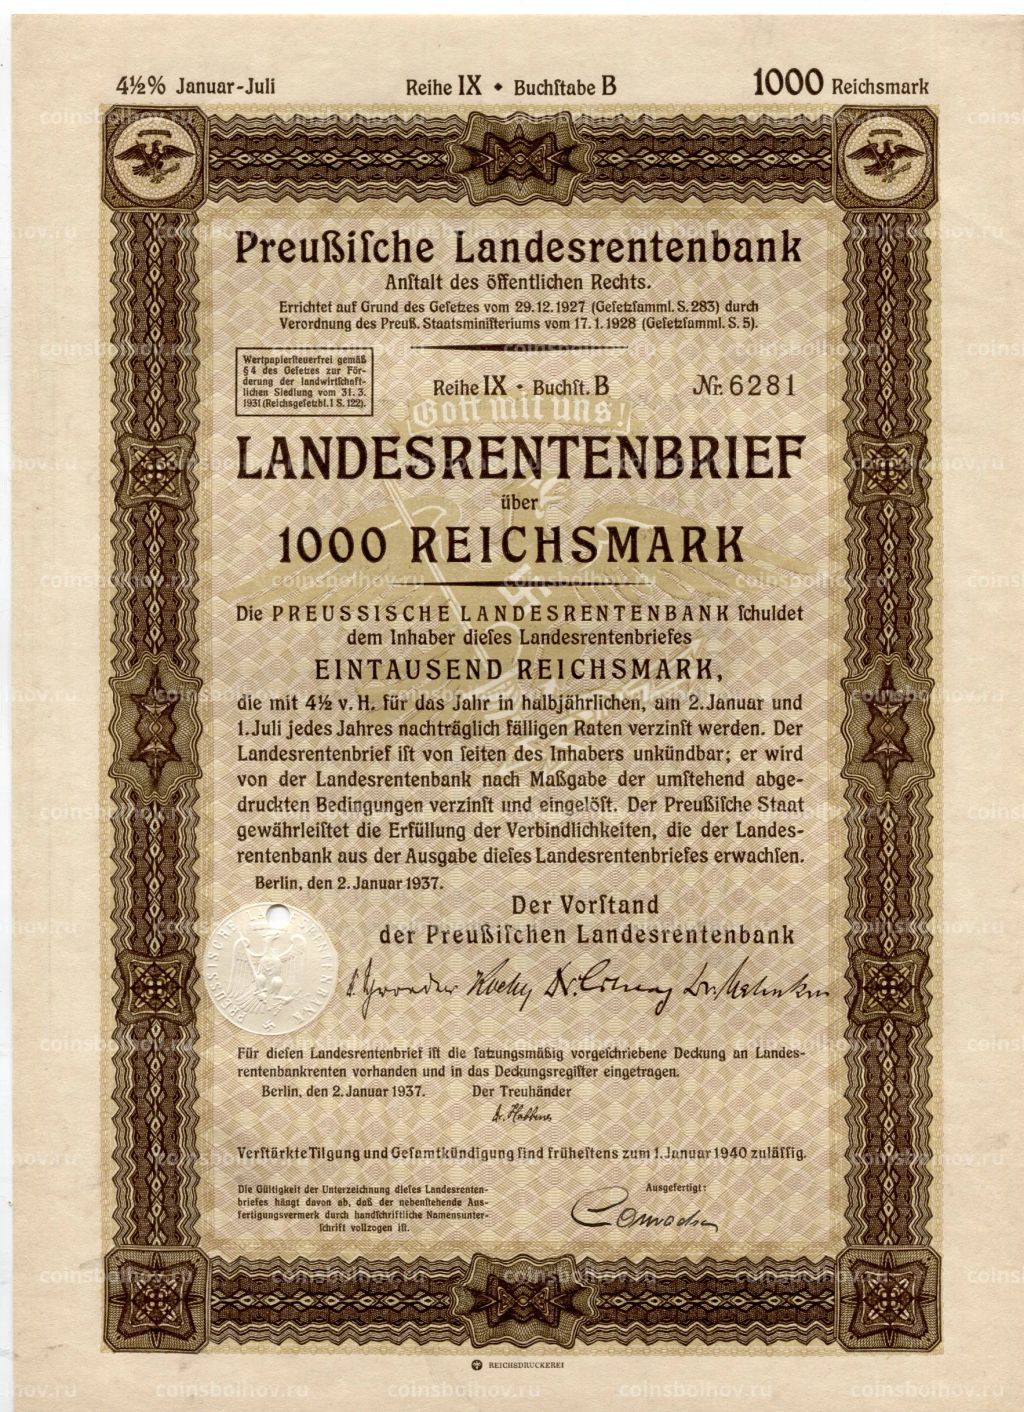 4½% Januar-Juli Reihe IX • Buchſtabe B 1000 Reichsmark
Preußiſche Landesrentenbank
Anſtalt des öffentlichen Rechts.
Errichtet auf Grund des Geſetzes vom 29.12.1927 (Geſetzſamml. S. 283) durch
Verordnung des Preuß. Staatsminiſteriums vom 17.1.1928 (Geſetzſamml. S. 5).
Wertpapierſteuerfrei gemäß
§ 4 des Geſetzes zur För-
derung der landwirtſchaft-
lichen Siedlung vom 31. 3.
1931 (Reichsgeſetzbl. I S. 122).
Reihe IX • Buchſt. B Nr. 6281
Gott mit uns!
LANDESRENTENBRIEF
über
1000 REICHSMARK
Die PREUSSISCHE LANDESRENTENBANK ſchuldet
dem Inhaber dieſes Landesrentenbriefes
EINTAUSEND REICHSMARK,
die mit 4½ v. H. für das Jahr in halbjährlichen, am 2. Januar und
1. Juli jedes Jahres nachträglich fälligen Raten verzinſt werden. Der
Landesrentenbrief iſt von ſeiten des Inhabers unkündbar; er wird
von der Landesrentenbank nach Maßgabe der umſtehend abge-
druckten Bedingungen verzinſt und eingelöſt. Der Preußiſche Staat
gewährleiſtet die Erfüllung der Verbindlichkeiten, die der Landes-
rentenbank aus der Ausgabe dieſes Landesrentenbriefes erwachſen.
Berlin, den 2. Januar 1937.
Der Vorſtand
der Preußiſchen Landesrentenbank
PREUSSISCHE LANDESRENTENBANK
Für dieſen Landesrentenbrief iſt die ſatzungsmäßig vorgeſchriebene Deckung an Landes-
rentenbankrenten vorhanden und in das Deckungsregiſter eingetragen.
Berlin, den 2. Januar 1937. Der Treuhänder
Verſtärkte Tilgung und Geſamtkündigung ſind früheſtens zum 1. Januar 1940 zuläſſig.
Die Gültigkeit der Unterzeichnung dieſes Landesrenten-
briefes hängt davon ab, daß der nebenſtehende Aus-
fertigungsvermerk durch handſchriftliche Namensunter-
ſchrift vollzogen iſt.
Ausgefertigt:
REICHSDRUCKEREI
coinsbolhov.ru